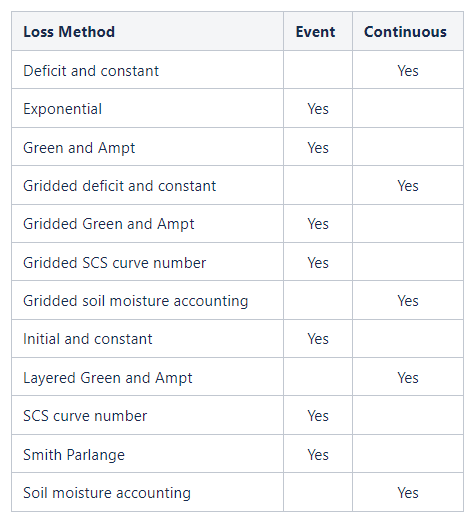 Loss Method Event Continuous
Deficit and constant Yes
Exponential Yes
Green and Ampt Yes
Gridded deficit and constant Yes
Gridded Green and Ampt Yes
Gridded SCS curve number Yes
Gridded soil moisture accounting Yes
Initial and constant Yes
Layered Green and Ampt Yes
SCS curve number Yes
Smith Parlange Yes
Soil moisture accounting Yes